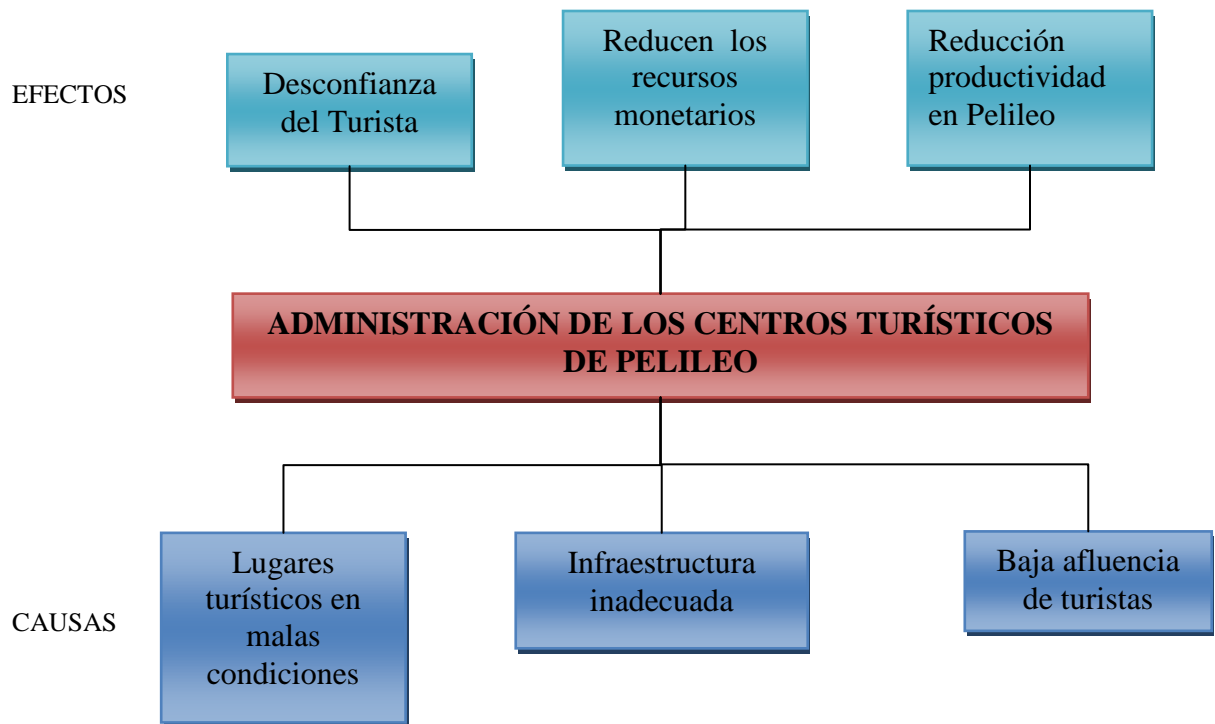 EFECTOS
Desconfianza
del Turista
Reducen los
recursos
monetarios
Reducción
productividad
en Pelileo
ADMINISTRACIÓN DE LOS CENTROS TURÍSTICOS
DE PELILEO
CAUSAS
Lugares
turísticos en
malas
condiciones
Infraestructura
inadecuada
Baja afluencia
de turistas